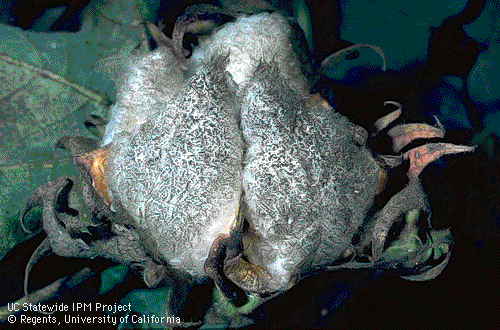 UC Statewide IPM Project
© Regents, University of California